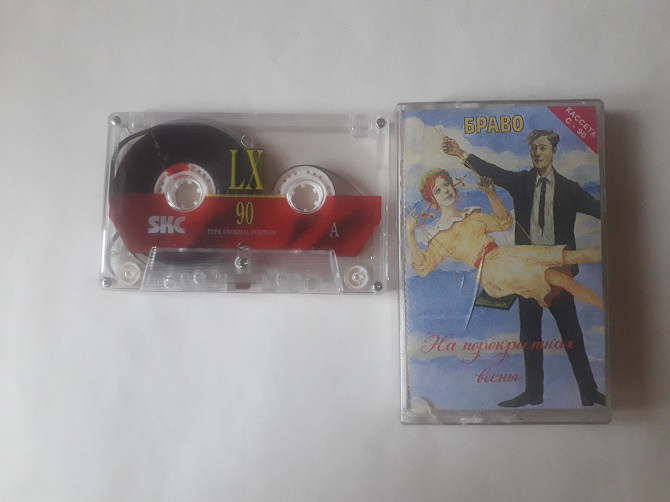 LX
90
SKC
TYPE I NORMAL POSITION
A
БРАВО
КАССЕТА
С - 90
На перекрёстках
весны